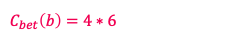 C_bet(b) = 4 * 6